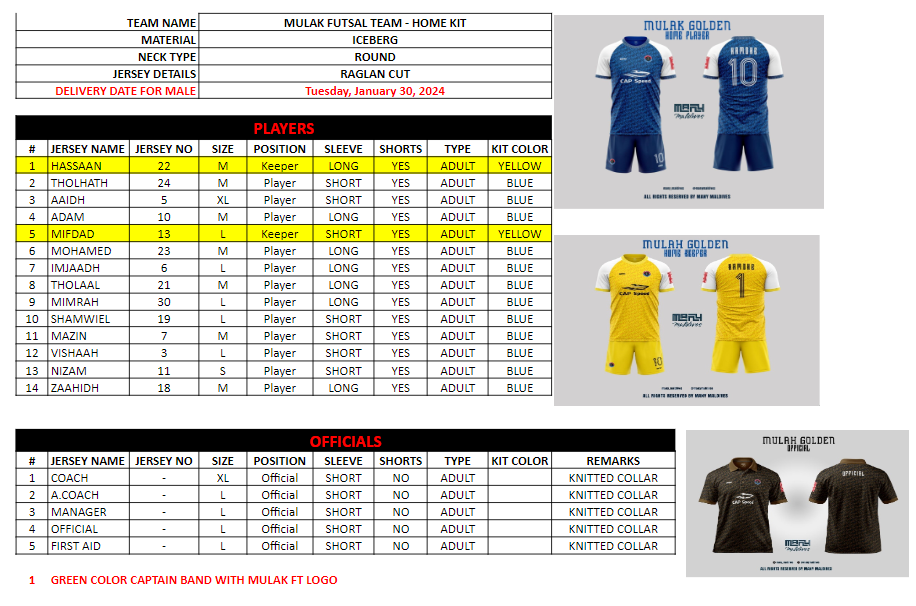 TEAM NAME MULAK FUTSAL TEAM - HOME KIT
MATERIAL ICEBERG
NECK TYPE ROUND
JERSEY DETAILS RAGLAN CUT
DELIVERY DATE FOR MALE Tuesday, January 30, 2024
PLAYERS
# JERSEY NAME JERSEY NO SIZE POSITION SLEEVE SHORTS TYPE KIT COLOR
1 HASSAAN 22 M Keeper LONG YES ADULT YELLOW
2 THOLHATH 24 M Player SHORT YES ADULT BLUE
3 AAIDH 5 XL Player SHORT YES ADULT BLUE
4 ADAM 10 M Player LONG YES ADULT BLUE
5 MIFDAD 13 L Keeper SHORT YES ADULT YELLOW
6 MOHAMED 23 M Player LONG YES ADULT BLUE
7 IMJAADH 6 L Player LONG YES ADULT BLUE
8 THOLAAL 21 M Player LONG YES ADULT BLUE
9 MIMRAH 30 L Player LONG YES ADULT BLUE
10 SHAMWIEL 19 L Player SHORT YES ADULT BLUE
11 MAZIN 7 M Player SHORT YES ADULT BLUE
12 VISHAAH 3 L Player SHORT YES ADULT BLUE
13 NIZAM 11 S Player SHORT YES ADULT BLUE
14 ZAAHIDH 18 M Player LONG YES ADULT BLUE
MULAK GOLDEN
HOME PLAYER
CAP Speed
10
10
maldives
ALL RIGHTS RESERVED BY MANY MALDIVES
MULAK GOLDEN
HOME KEEPER
CAP Speed
1
10
maldives
ALL RIGHTS RESERVED BY MANY MALDIVES
OFFICIALS
# JERSEY NAME JERSEY NO SIZE POSITION SLEEVE SHORTS TYPE KIT COLOR REMARKS
1 COACH - XL Official SHORT NO ADULT KNITTED COLLAR
2 A.COACH - L Official SHORT NO ADULT KNITTED COLLAR
3 MANAGER - L Official SHORT NO ADULT KNITTED COLLAR
4 OFFICIAL - L Official SHORT NO ADULT KNITTED COLLAR
5 FIRST AID - L Official SHORT NO ADULT KNITTED COLLAR
MULAK GOLDEN
OFFICIAL
OFFICIAL
CAP Speed
maldives
ALL RIGHTS RESERVED BY MANY MALDIVES
1 GREEN COLOR CAPTAIN BAND WITH MULAK FT LOGO